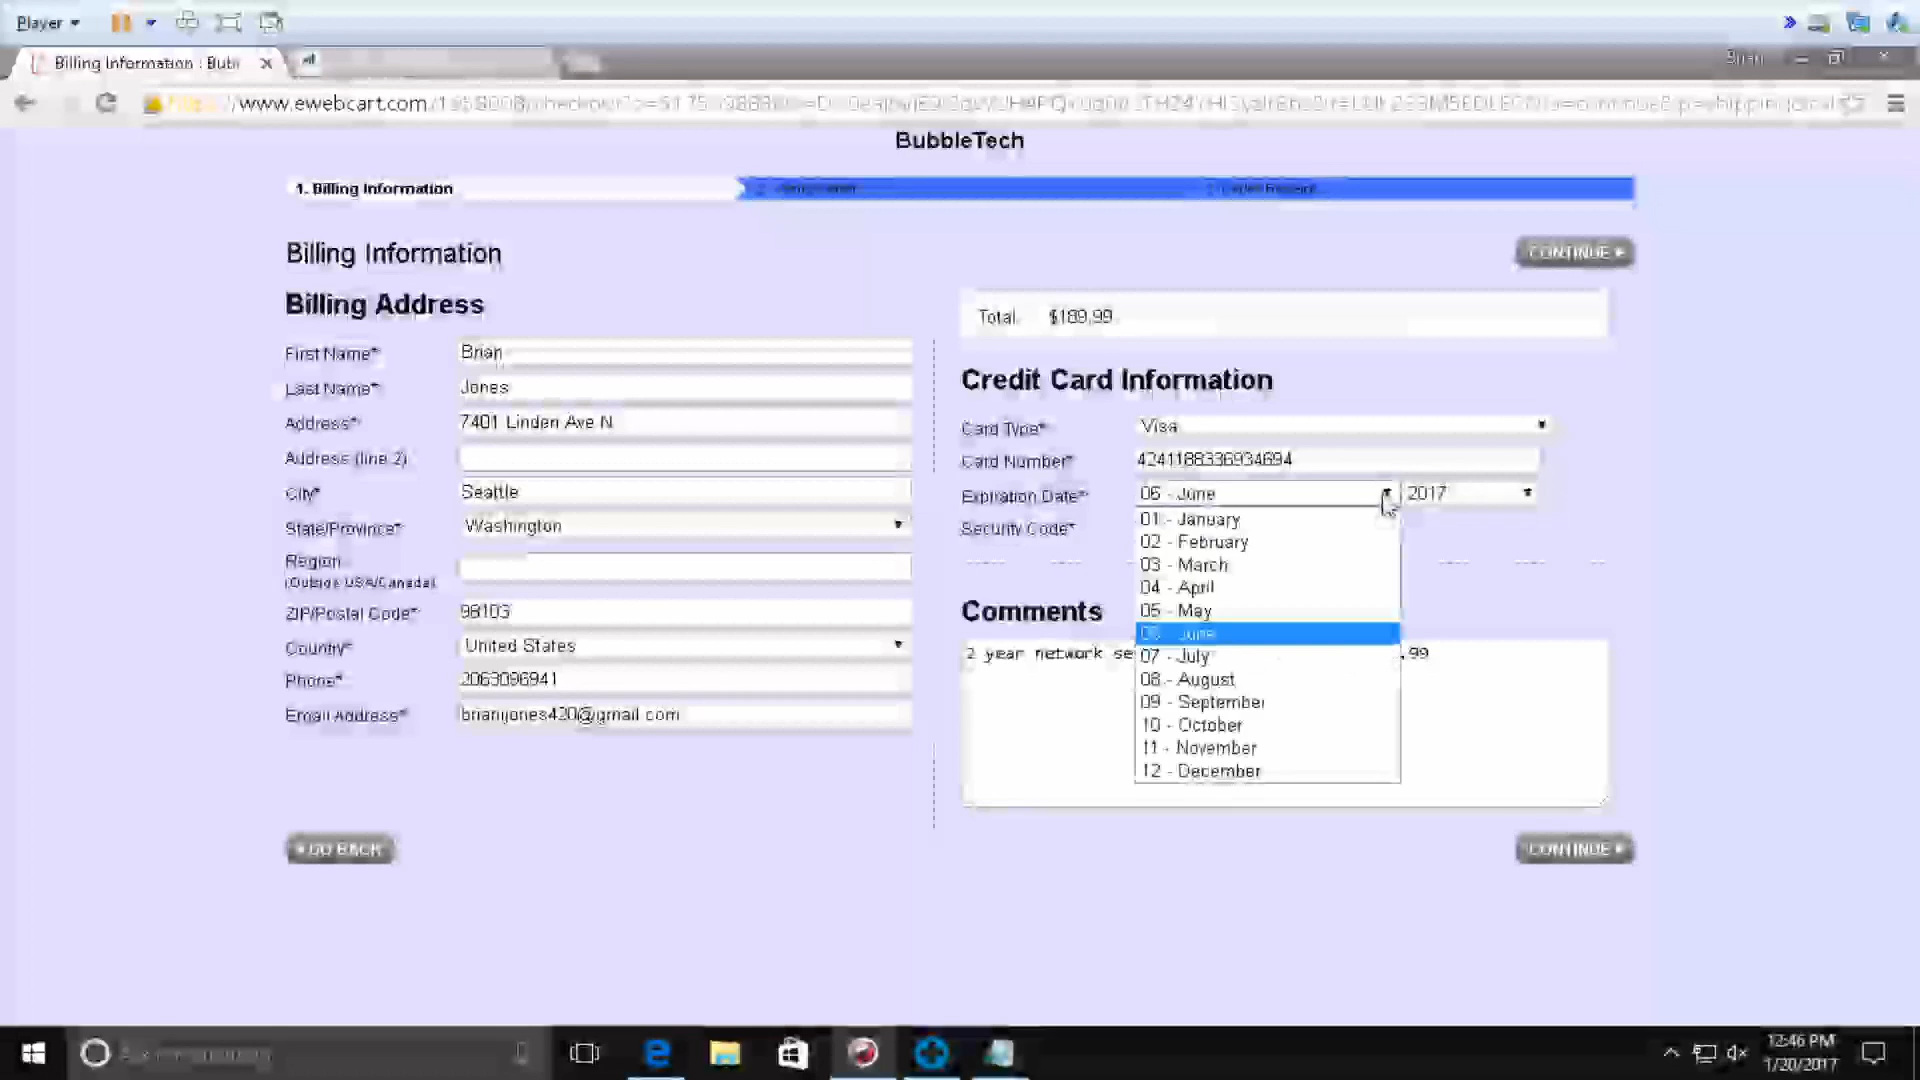 Player
Billing Information : Bubl
Brian
www.ewebcart.com
BubbleTech
1. Billing Information
Billing Information
CONTINUE
Billing Address
Total $189.99
First Name* Brian
Last Name* Jones
Credit Card Information
Address* 7401 Linden Ave N
Card Type* Visa
Address (line 2)
Card Number* 4241188336934694
City* Seattle
Expiration Date* 06 - June 2017
State/Province* Washington
Security Code*
01 - January
02 - February
03 - March
04 - April
05 - May
06 - June
07 - July
08 - August
09 - September
10 - October
11 - November
12 - December
Region
(Outside USA/Canada)
ZIP/Postal Code* 98103
Comments
Country* United States
2 year network se .99
Phone* 2063096941
Email Address*
GO BACK
CONTINUE
12:46 PM
1/20/2017